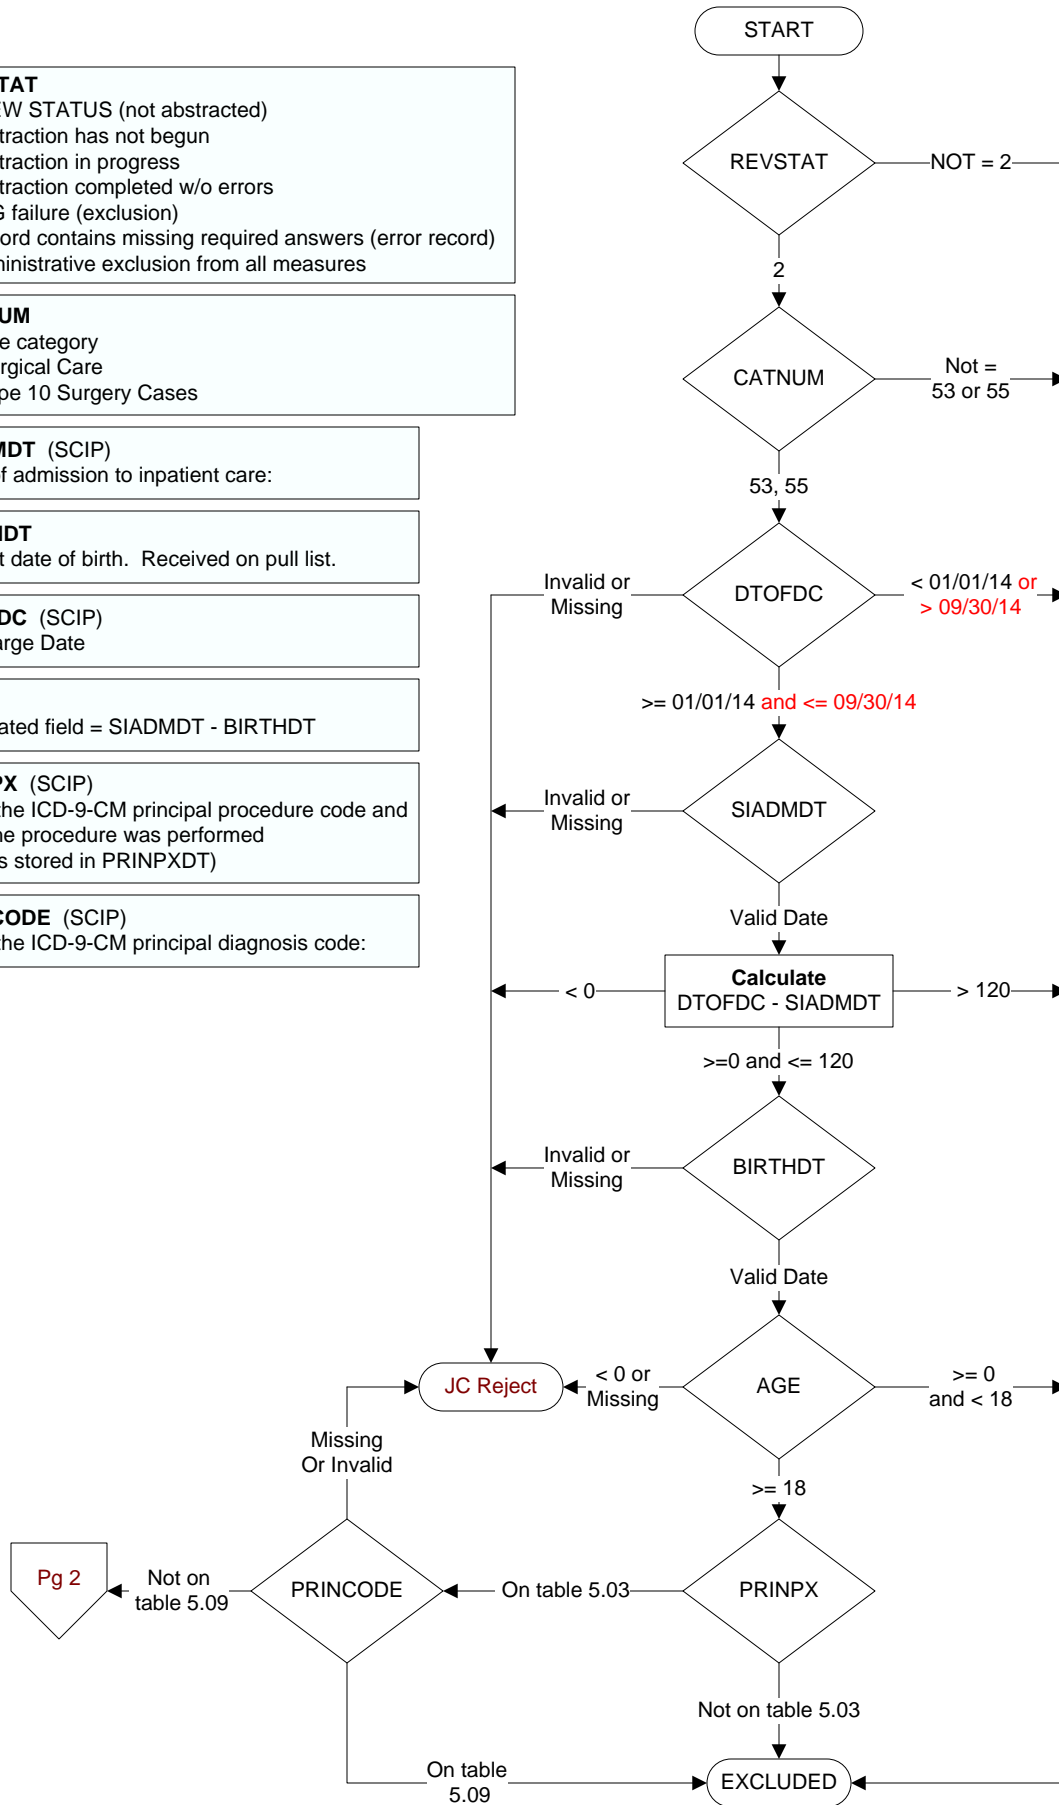 START
TAT
EW STATUS (not abstracted)
traction has not begun
traction in progress
traction completed w/o errors
G failure (exclusion)
ord contains missing required answers (error record)
ministrative exclusion from all measures
REVSTAT
NOT = 2
2
UM
e category
rgical Care
pe 10 Surgery Cases
CATNUM
Not =
53 or 55
53, 55
MDT (SCIP)
of admission to inpatient care:
HDT
t date of birth. Received on pull list.
DC (SCIP)
arge Date
ated field = SIADMDT - BIRTHDT
PX (SCIP)
the ICD-9-CM principal procedure code and
he procedure was performed
s stored in PRINPXDT)
CODE (SCIP)
the ICD-9-CM principal diagnosis code:
Invalid or
Missing
DTOFDC
< 01/01/14 or
> 09/30/14
>= 01/01/14 and <= 09/30/14
Invalid or
Missing
SIADMDT
Valid Date
< 0
Calculate
DTOFDC - SIADMDT
> 120
>=0 and <= 120
Invalid or
Missing
BIRTHDT
Valid Date
JC Reject
< 0 or
Missing
AGE
>= 0
and < 18
Missing
Or Invalid
>= 18
Pg 2
Not on
table 5.09
PRINCODE
On table 5.03
PRINPX
Not on table 5.03
On table
5.09
EXCLUDED